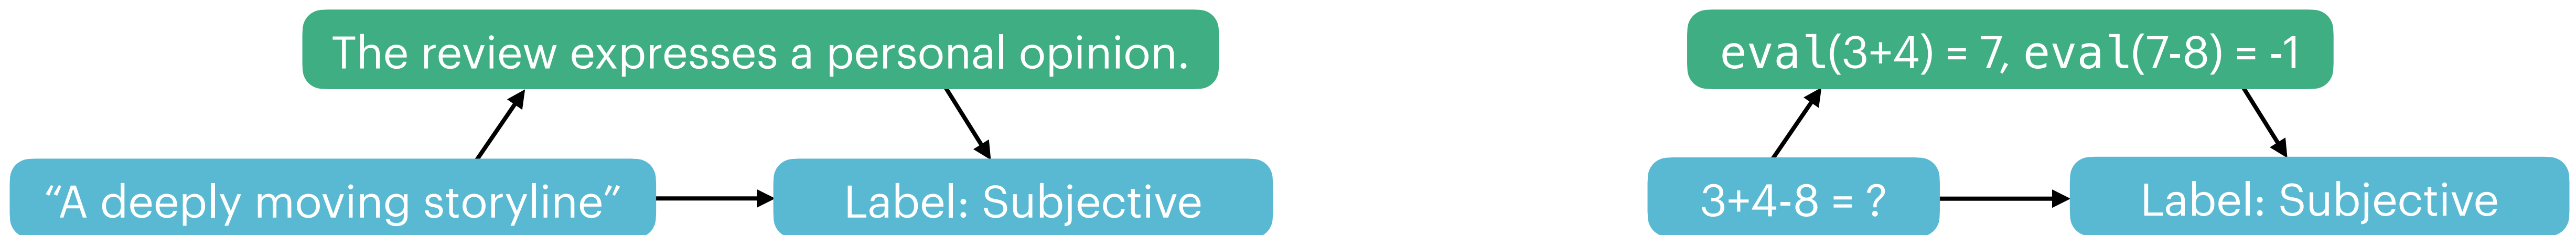 The review expresses a personal opinion.
“A deeply moving storyline”
Label: Subjective
eval(3+4) = 7, eval(7-8) = -1
3+4-8 = ?
Label: Subjective